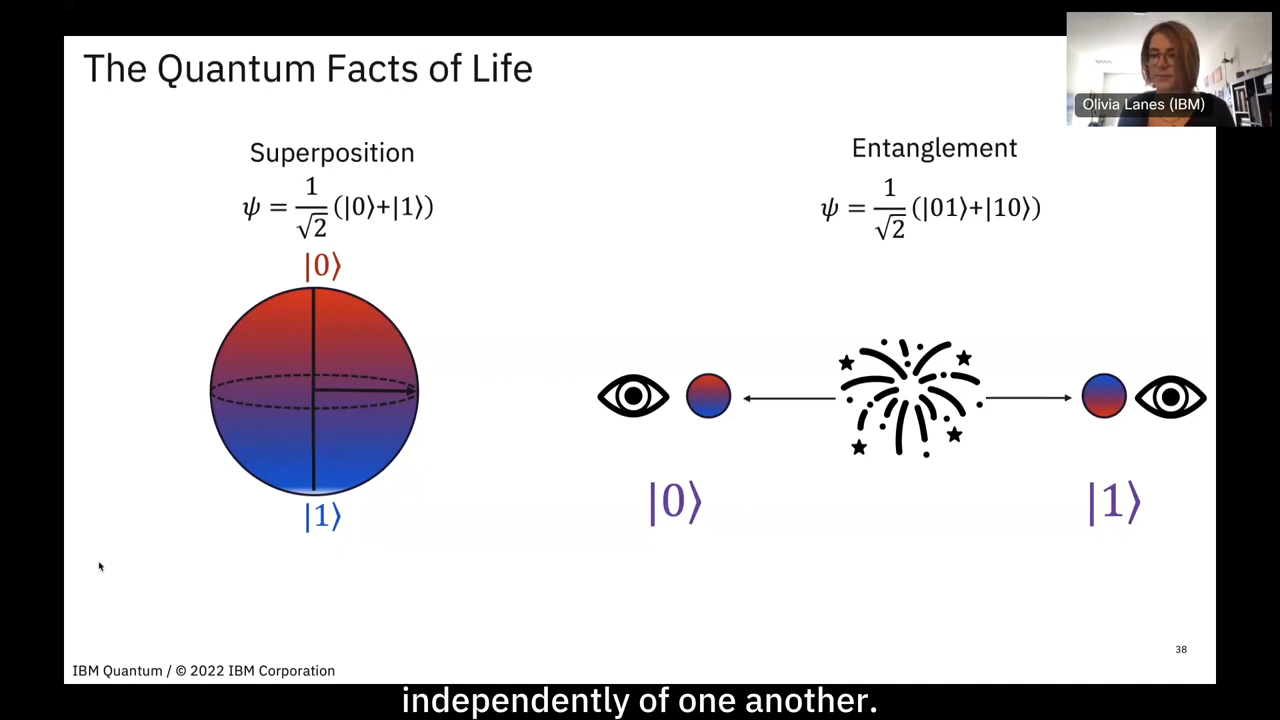 The Quantum Facts of Life
Olivia Lanes (IBM)
Superposition
ψ = 1/√2 (|0⟩+|1⟩)
|0⟩
|1⟩
Entanglement
ψ = 1/√2 (|01⟩+|10⟩)
|0⟩
|1⟩
38
IBM Quantum / © 2022 IBM Corporation
independently of one another.